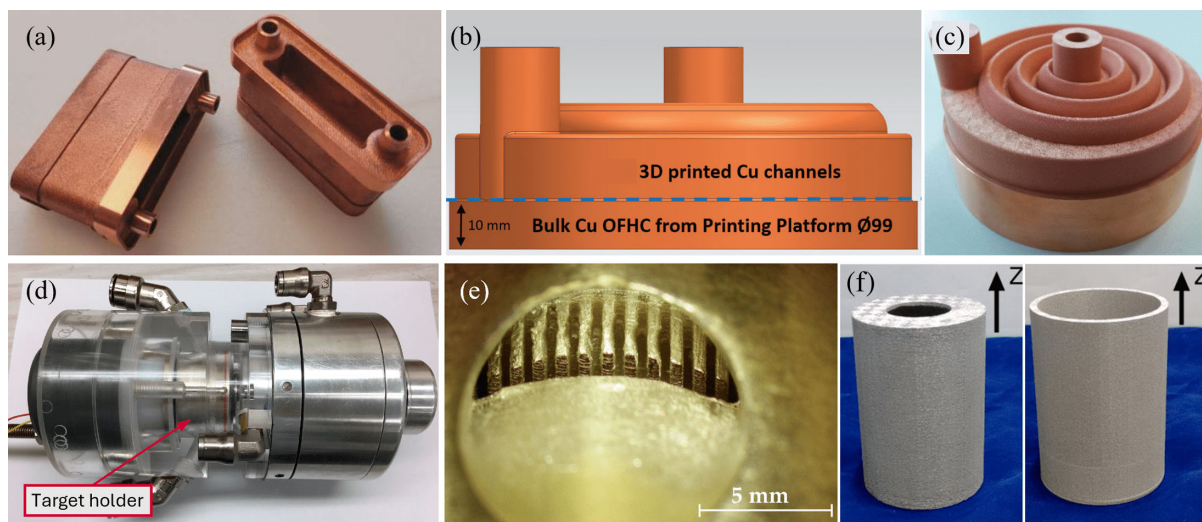 (a)
(b)
3D printed Cu channels
10 mm
Bulk Cu OFHC from Printing Platform Ø99
(c)
(d)
Target holder
(e)
5 mm
(f)
Z
Z